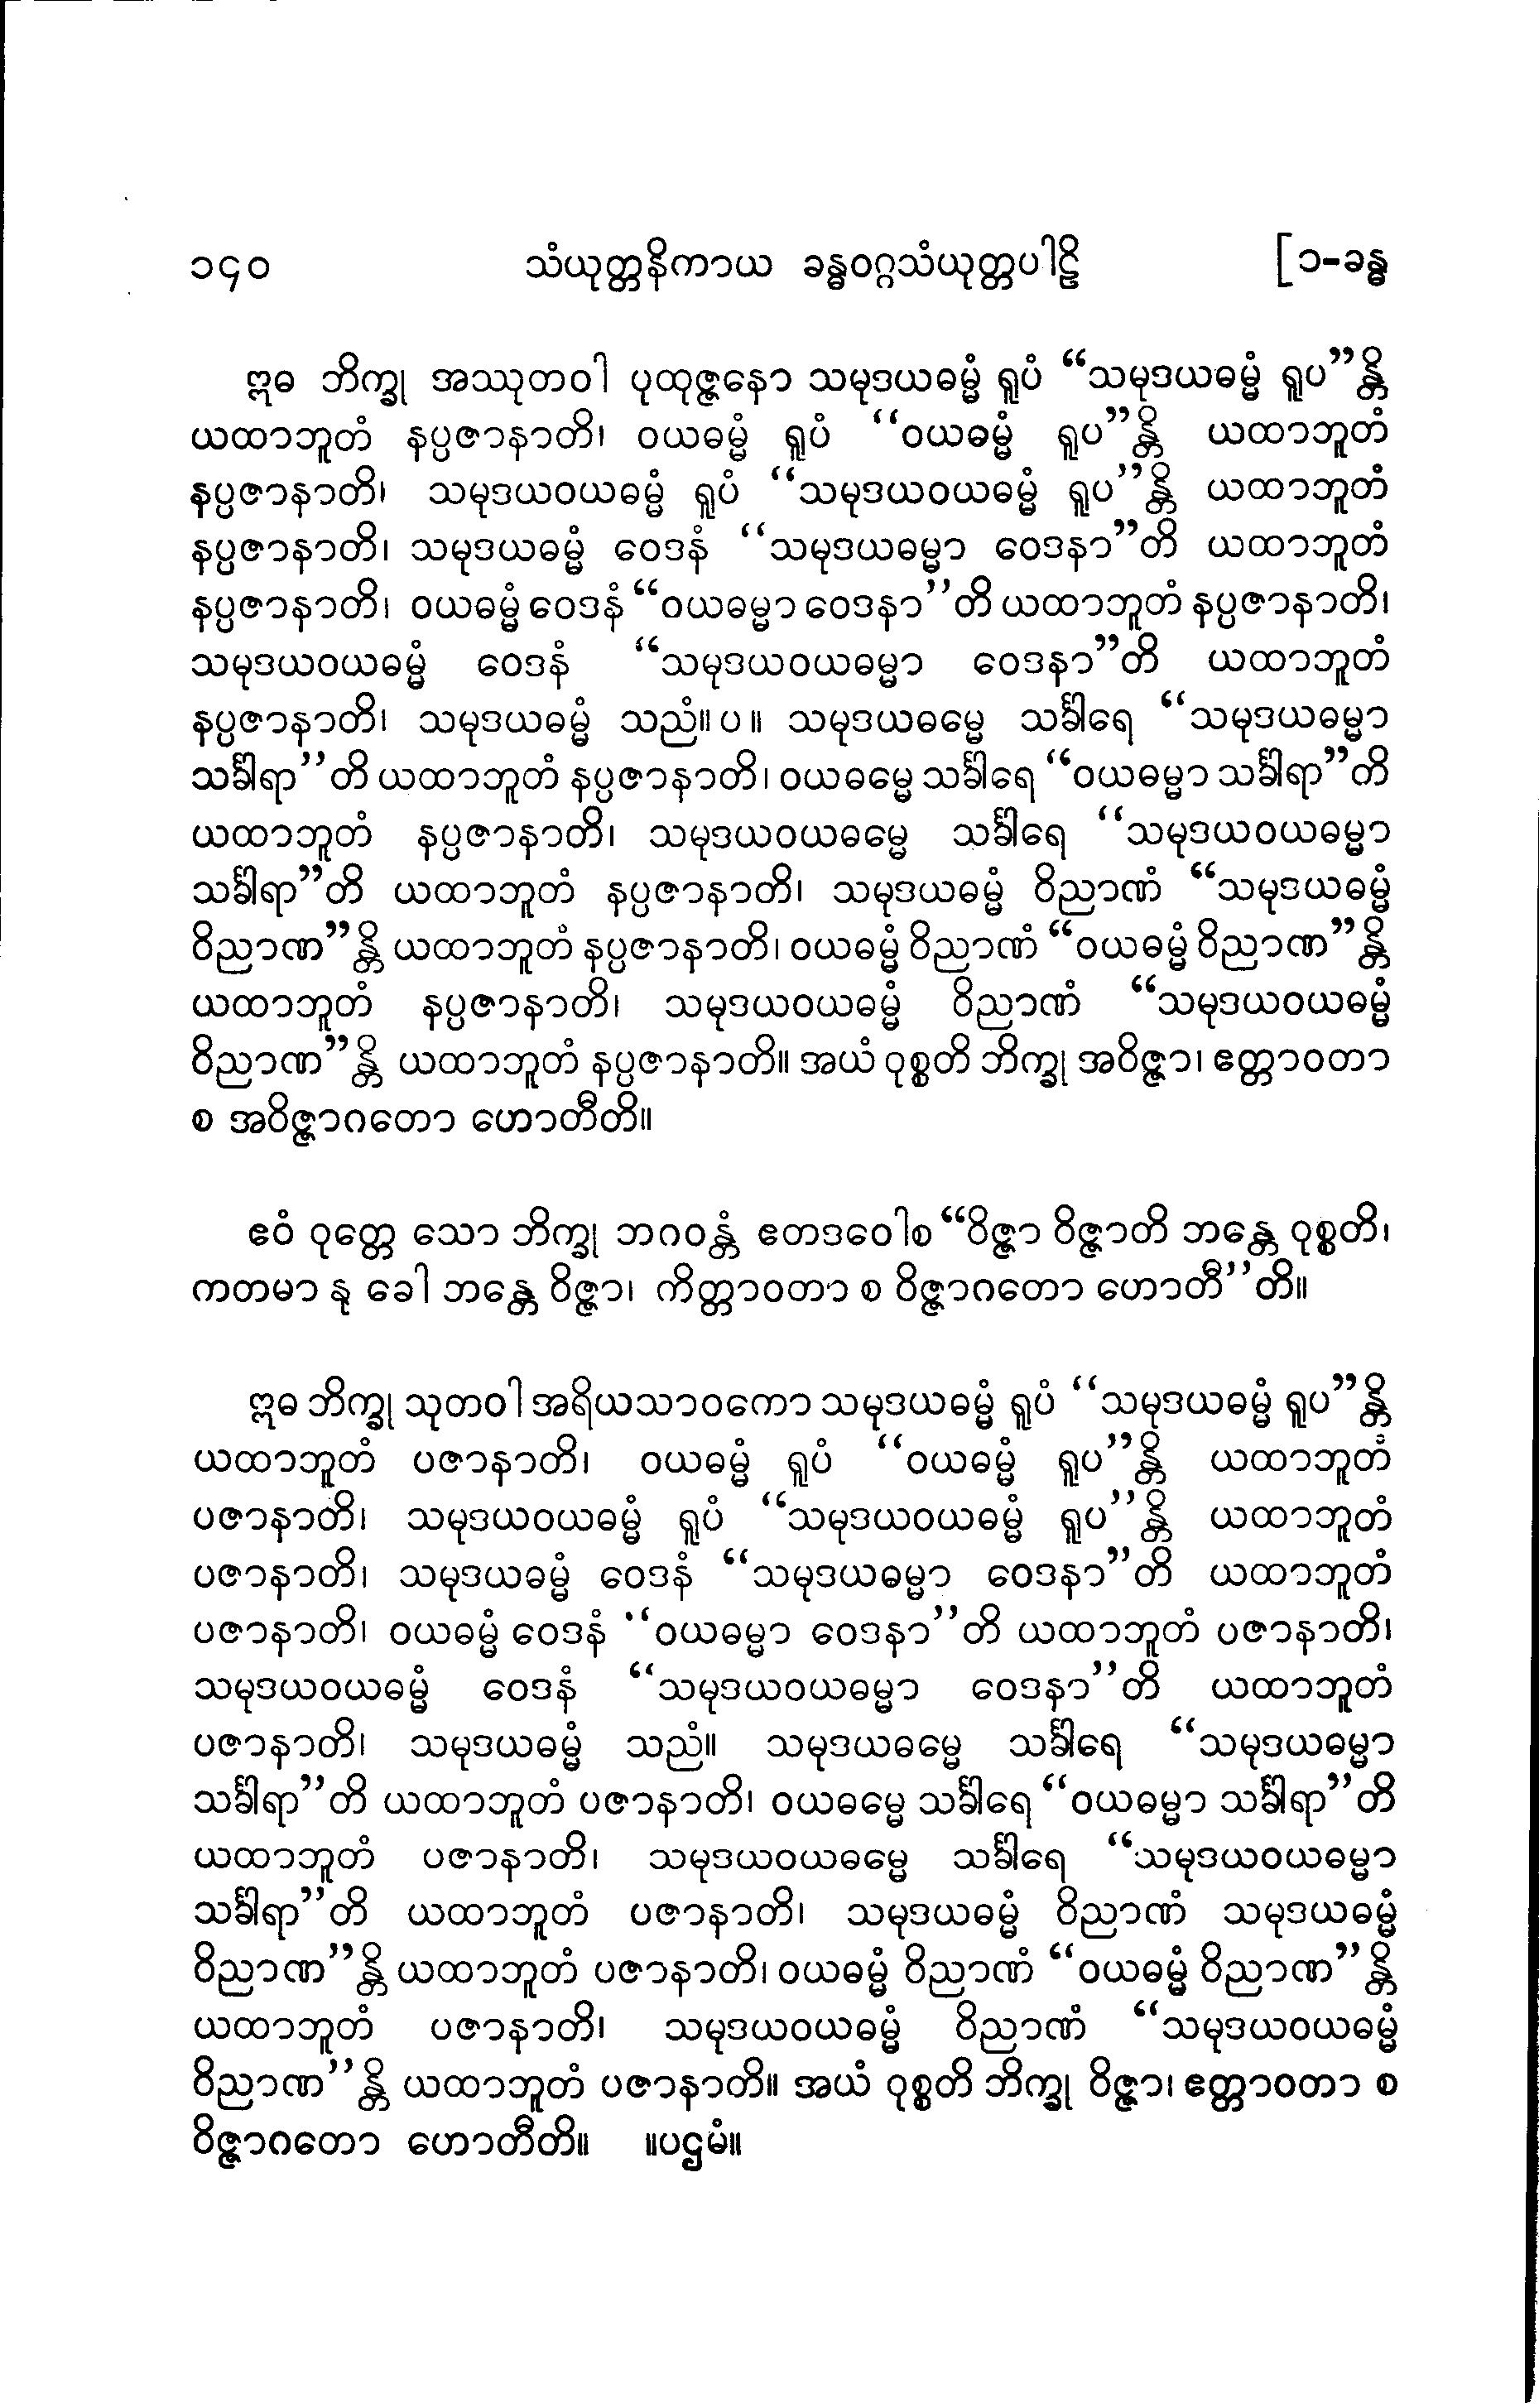 ၁၄၀ သံယုတ္တနိကာယ ခန္ဓဝဂ္ဂသံယုတ္တပါဠိ [၁-ခန္ဓ
ဣဓ ဘိက္ခု အဿုတဝါ ပုထုဇ္ဇနော သမုဒယဓမ္မံ ရူပံ “သမုဒယဓမ္မံ ရူပ”န္တိ
ယထာဘူတံ နပ္ပဇာနာတိ၊ ဝယဓမ္မံ ရူပံ “ဝယဓမ္မံ ရူပ”န္တိ ယထာဘူတံ
နပ္ပဇာနာတိ၊ သမုဒယဝယဓမ္မံ ရူပံ “သမုဒယဝယဓမ္မံ ရူပ”န္တိ ယထာဘူတံ
နပ္ပဇာနာတိ၊ သမုဒယဓမ္မံ ဝေဒနံ “သမုဒယဓမ္မာ ဝေဒနာ”တိ ယထာဘူတံ
နပ္ပဇာနာတိ၊ ဝယဓမ္မံ ဝေဒနံ “ဝယဓမ္မာ ဝေဒနာ”တိ ယထာဘူတံ နပ္ပဇာနာတိ၊
သမုဒယဝယဓမ္မံ ဝေဒနံ “သမုဒယဝယဓမ္မာ ဝေဒနာ”တိ ယထာဘူတံ
နပ္ပဇာနာတိ၊ သမုဒယဓမ္မံ သညံ။ ပ။ သမုဒယဓမ္မေ သင်္ခါရေ “သမုဒယဓမ္မာ
သင်္ခါရာ”တိ ယထာဘူတံ နပ္ပဇာနာတိ၊ ဝယဓမ္မေ သင်္ခါရေ “ဝယဓမ္မာ သင်္ခါရာ”ကိ
ယထာဘူတံ နပ္ပဇာနာတိ၊ သမုဒယဝယဓမ္မေ သင်္ခါရေ “သမုဒယဝယဓမ္မာ
သင်္ခါရာ”တိ ယထာဘူတံ နပ္ပဇာနာတိ၊ သမုဒယဓမ္မံ ဝိညာဏံ “သမုဒယဓမ္မံ
ဝိညာဏ”န္တိ ယထာဘူတံ နပ္ပဇာနာတိ၊ ဝယဓမ္မံ ဝိညာဏံ “ဝယဓမ္မံ ဝိညာဏ”န္တိ
ယထာဘူတံ နပ္ပဇာနာတိ၊ သမုဒယဝယဓမ္မံ ဝိညာဏံ “သမုဒယဝယဓမ္မံ
ဝိညာဏ”န္တိ ယထာဘူတံ နပ္ပဇာနာတိ။ အယံ ဝုစ္စတိ ဘိက္ခု အဝိဇ္ဇာ၊ ဧတ္တာဝတာ
စ အဝိဇ္ဇာဂတော ဟောတီတိ။
ဧဝံ ဝုတ္တေ သော ဘိက္ခု ဘဂဝန္တံ ဧတဒဝေါစ “ဝိဇ္ဇာ ဝိဇ္ဇာတိ ဘန္တေ ဝုစ္စတိ၊
ကတမာ နု ခေါ ဘန္တေ ဝိဇ္ဇာ၊ ကိတ္တာဝတာ စ ဝိဇ္ဇာဂတော ဟောတီ”တိ။
ဣဓ ဘိက္ခု သုတဝါ အရိယသာဝကော သမုဒယဓမ္မံ ရူပံ “သမုဒယဓမ္မံ ရူပ”န္တိ
ယထာဘူတံ ပဇာနာတိ၊ ဝယဓမ္မံ ရူပံ “ဝယဓမ္မံ ရူပ”န္တိ ယထာဘူတံ
ပဇာနာတိ၊ သမုဒယဝယဓမ္မံ ရူပံ “သမုဒယဝယဓမ္မံ ရူပ”န္တိ ယထာဘူတံ
ပဇာနာတိ၊ သမုဒယဓမ္မံ ဝေဒနံ “သမုဒယဓမ္မာ ဝေဒနာ”တိ ယထာဘူတံ
ပဇာနာတိ၊ ဝယဓမ္မံ ဝေဒနံ “ဝယဓမ္မာ ဝေဒနာ”တိ ယထာဘူတံ ပဇာနာတိ၊
သမုဒယဝယဓမ္မံ ဝေဒနံ “သမုဒယဝယဓမ္မာ ဝေဒနာ”တိ ယထာဘူတံ
ပဇာနာတိ၊ သမုဒယဓမ္မံ သညံ။ သမုဒယဓမ္မေ သင်္ခါရေ “သမုဒယဓမ္မာ
သင်္ခါရာ”တိ ယထာဘူတံ ပဇာနာတိ၊ ဝယဓမ္မေ သင်္ခါရေ “ဝယဓမ္မာ သင်္ခါရာ”တိ
ယထာဘူတံ ပဇာနာတိ၊ သမုဒယဝယဓမ္မေ သင်္ခါရေ “သမုဒယဝယဓမ္မာ
သင်္ခါရာ”တိ ယထာဘူတံ ပဇာနာတိ၊ သမုဒယဓမ္မံ ဝိညာဏံ သမုဒယဓမ္မံ
ဝိညာဏ”န္တိ ယထာဘူတံ ပဇာနာတိ၊ ဝယဓမ္မံ ဝိညာဏံ “ဝယဓမ္မံ ဝိညာဏ”န္တိ
ယထာဘူတံ ပဇာနာတိ၊ သမုဒယဝယဓမ္မံ ဝိညာဏံ “သမုဒယဝယဓမ္မံ
ဝိညာဏ”န္တိ ယထာဘူတံ ပဇာနာတိ။ အယံ ဝုစ္စတိ ဘိက္ခု ဝိဇ္ဇာ၊ ဧတ္တာဝတာ စ
ဝိဇ္ဇာဂတော ဟောတီတိ။ ။ပဌမံ။